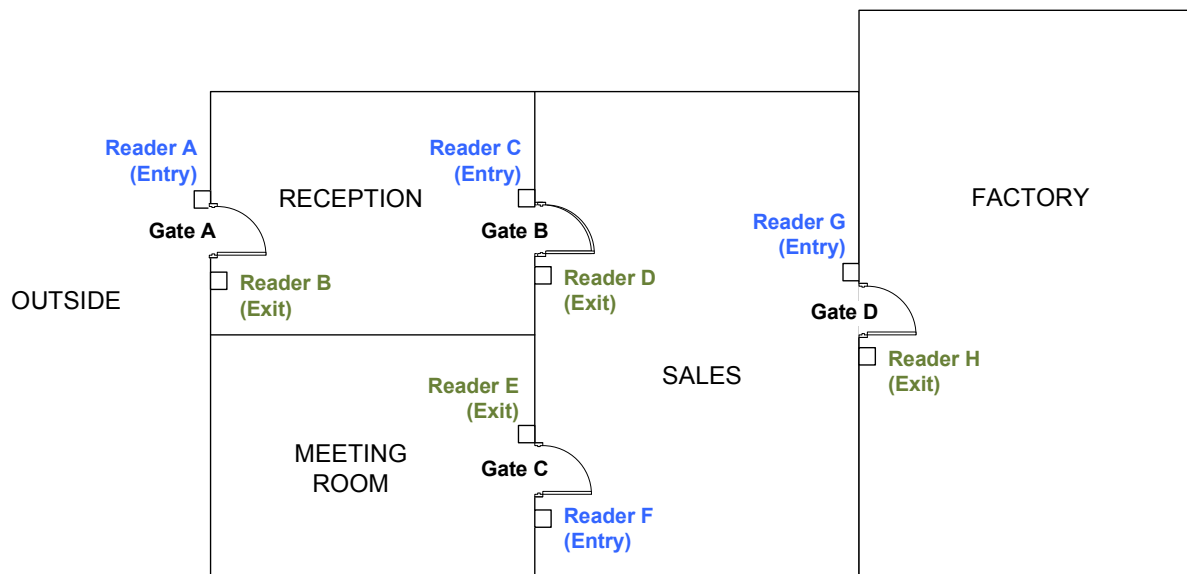 Reader A
(Entry)
Reader C
(Entry)
RECEPTION
FACTORY
Gate A
Gate B
Reader G
(Entry)
Reader B
(Exit)
Reader D
(Exit)
OUTSIDE
Gate D
Reader H
(Exit)
SALES
Reader E
(Exit)
MEETING
ROOM
Gate C
Reader F
(Entry)